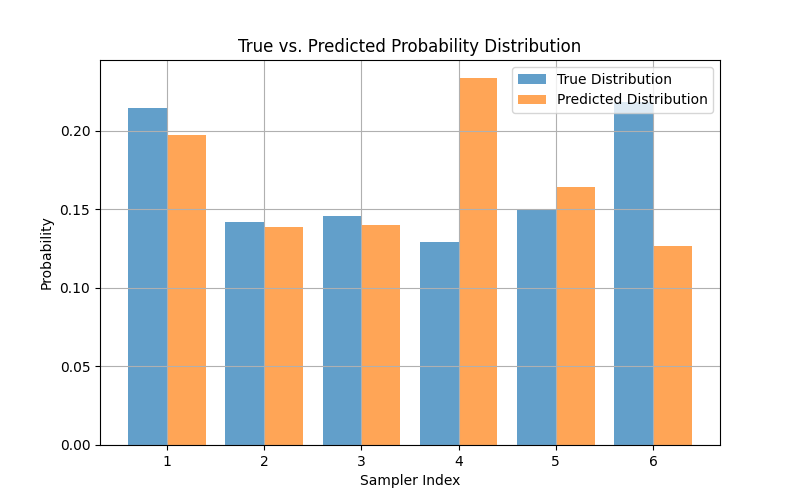 True vs. Predicted Probability Distribution
True Distribution
Predicted Distribution
0.20
0.15
0.10
0.05
0.00
Probability
1 2 3 4 5 6
Sampler Index